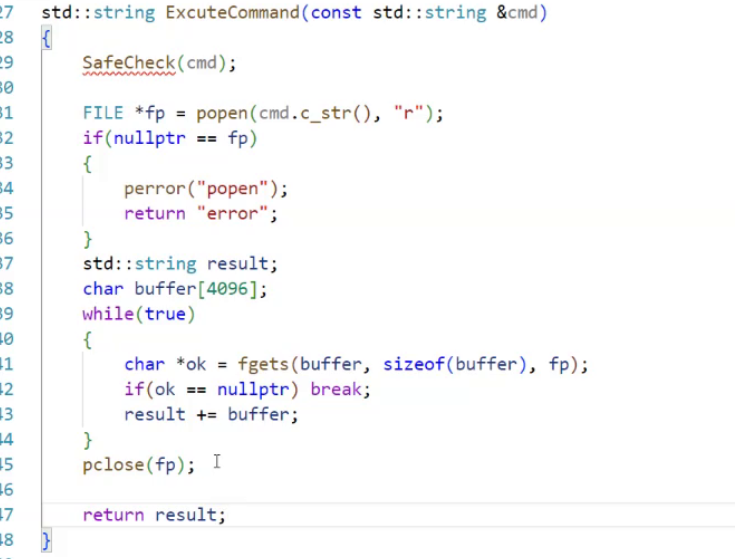 27 std::string ExcuteCommand(const std::string &cmd)
28 {
29     SafeCheck(cmd);
30
31     FILE *fp = popen(cmd.c_str(), "r");
32     if(nullptr == fp)
33     {
34         perror("popen");
35         return "error";
36     }
37     std::string result;
38     char buffer[4096];
39     while(true)
40     {
41         char *ok = fgets(buffer, sizeof(buffer), fp);
42         if(ok == nullptr) break;
43         result += buffer;
44     }
45     pclose(fp);
46
47     return result;
48 }